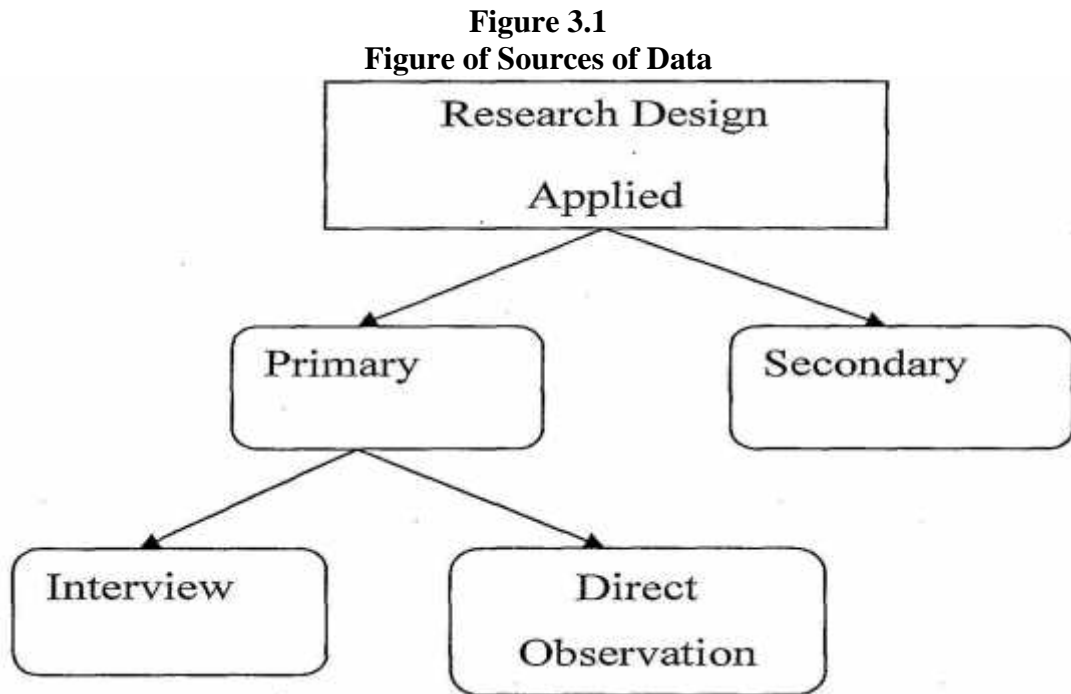 Figure 3.1
Figure of Sources of Data
Research Design
Applied
Primary
Secondary
Interview
Direct
Observation